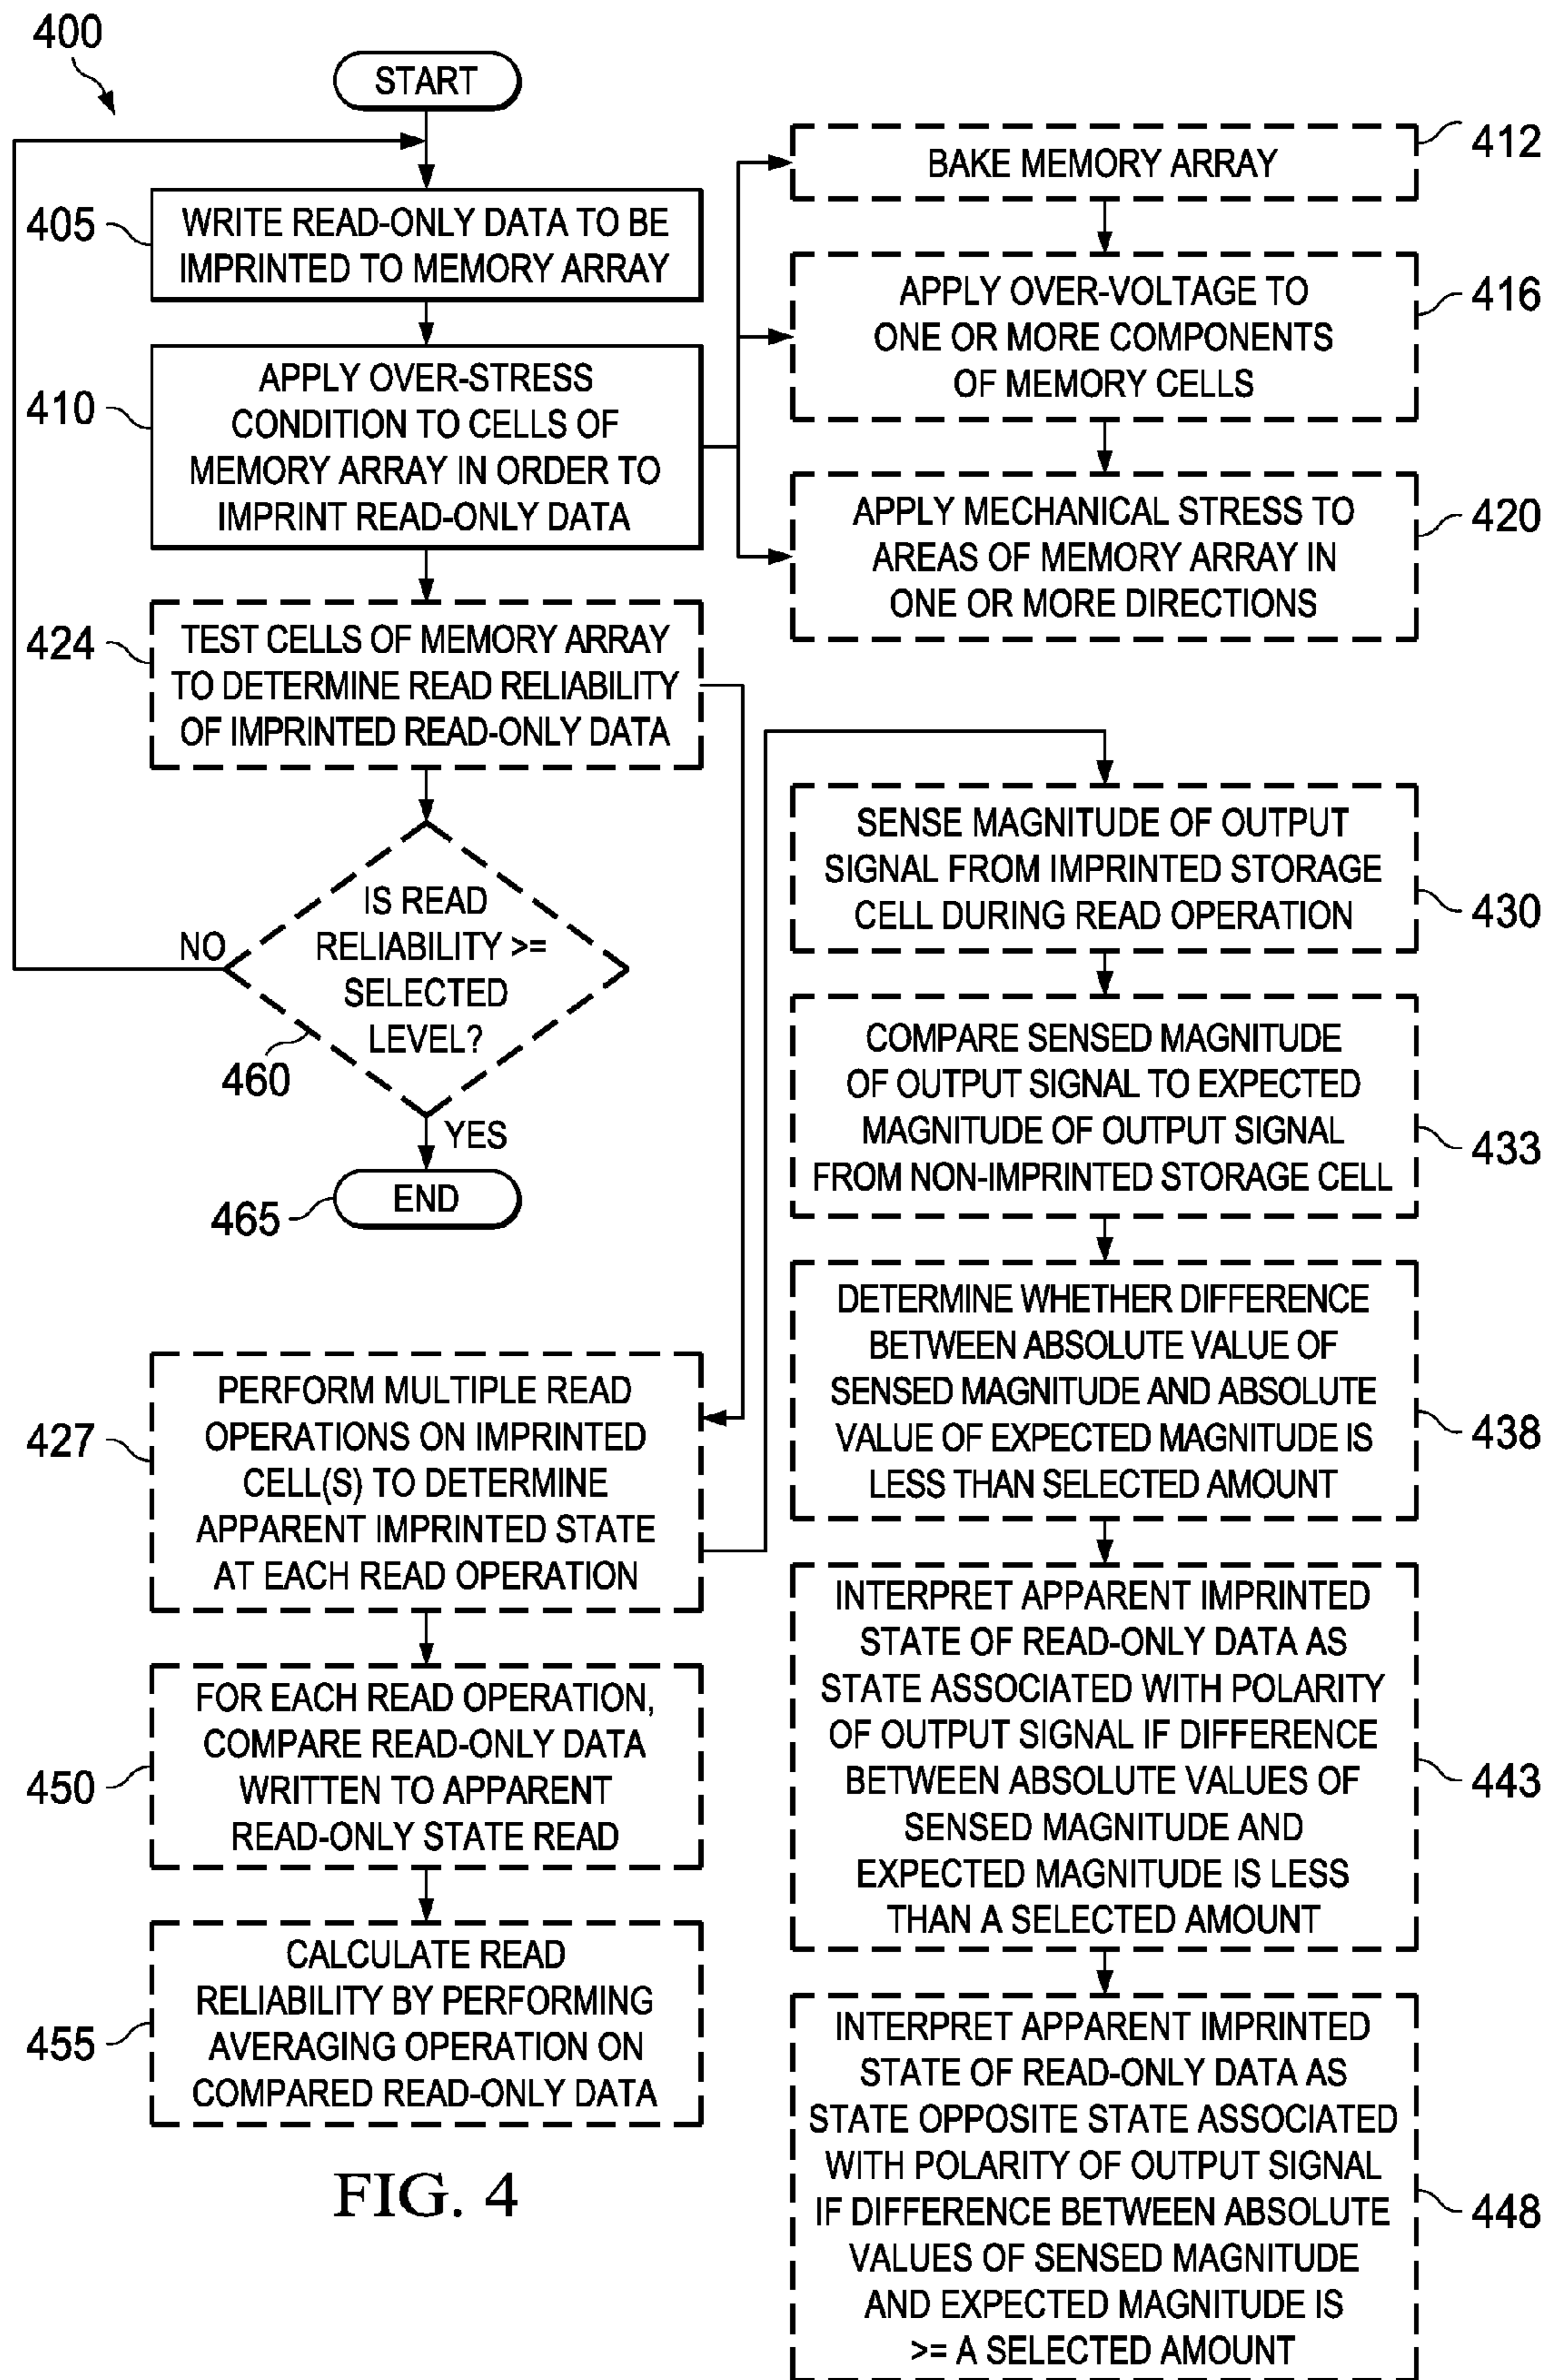 400
START
405
WRITE READ-ONLY DATA TO BE
IMPRINTED TO MEMORY ARRAY
410
APPLY OVER-STRESS
CONDITION TO CELLS OF
MEMORY ARRAY IN ORDER TO
IMPRINT READ-ONLY DATA
412
BAKE MEMORY ARRAY
416
APPLY OVER-VOLTAGE TO
ONE OR MORE COMPONENTS
OF MEMORY CELLS
420
APPLY MECHANICAL STRESS TO
AREAS OF MEMORY ARRAY IN
ONE OR MORE DIRECTIONS
424
TEST CELLS OF MEMORY ARRAY
TO DETERMINE READ RELIABILITY
OF IMPRINTED READ-ONLY DATA
NO
IS READ
RELIABILITY >=
SELECTED
LEVEL?
460
YES
END
465
427
PERFORM MULTIPLE READ
OPERATIONS ON IMPRINTED
CELL(S) TO DETERMINE
APPARENT IMPRINTED STATE
AT EACH READ OPERATION
430
SENSE MAGNITUDE OF OUTPUT
SIGNAL FROM IMPRINTED STORAGE
CELL DURING READ OPERATION
433
COMPARE SENSED MAGNITUDE
OF OUTPUT SIGNAL TO EXPECTED
MAGNITUDE OF OUTPUT SIGNAL
FROM NON-IMPRINTED STORAGE CELL
438
DETERMINE WHETHER DIFFERENCE
BETWEEN ABSOLUTE VALUE OF
SENSED MAGNITUDE AND ABSOLUTE
VALUE OF EXPECTED MAGNITUDE IS
LESS THAN SELECTED AMOUNT
443
INTERPRET APPARENT IMPRINTED
STATE OF READ-ONLY DATA AS
STATE ASSOCIATED WITH POLARITY
OF OUTPUT SIGNAL IF DIFFERENCE
BETWEEN ABSOLUTE VALUES OF
SENSED MAGNITUDE AND
EXPECTED MAGNITUDE IS LESS
THAN A SELECTED AMOUNT
448
INTERPRET APPARENT IMPRINTED
STATE OF READ-ONLY DATA AS
STATE OPPOSITE STATE ASSOCIATED
WITH POLARITY OF OUTPUT SIGNAL
IF DIFFERENCE BETWEEN ABSOLUTE
VALUES OF SENSED MAGNITUDE
AND EXPECTED MAGNITUDE IS
>= A SELECTED AMOUNT
450
FOR EACH READ OPERATION,
COMPARE READ-ONLY DATA
WRITTEN TO APPARENT
READ-ONLY STATE READ
455
CALCULATE READ
RELIABILITY BY PERFORMING
AVERAGING OPERATION ON
COMPARED READ-ONLY DATA
FIG. 4